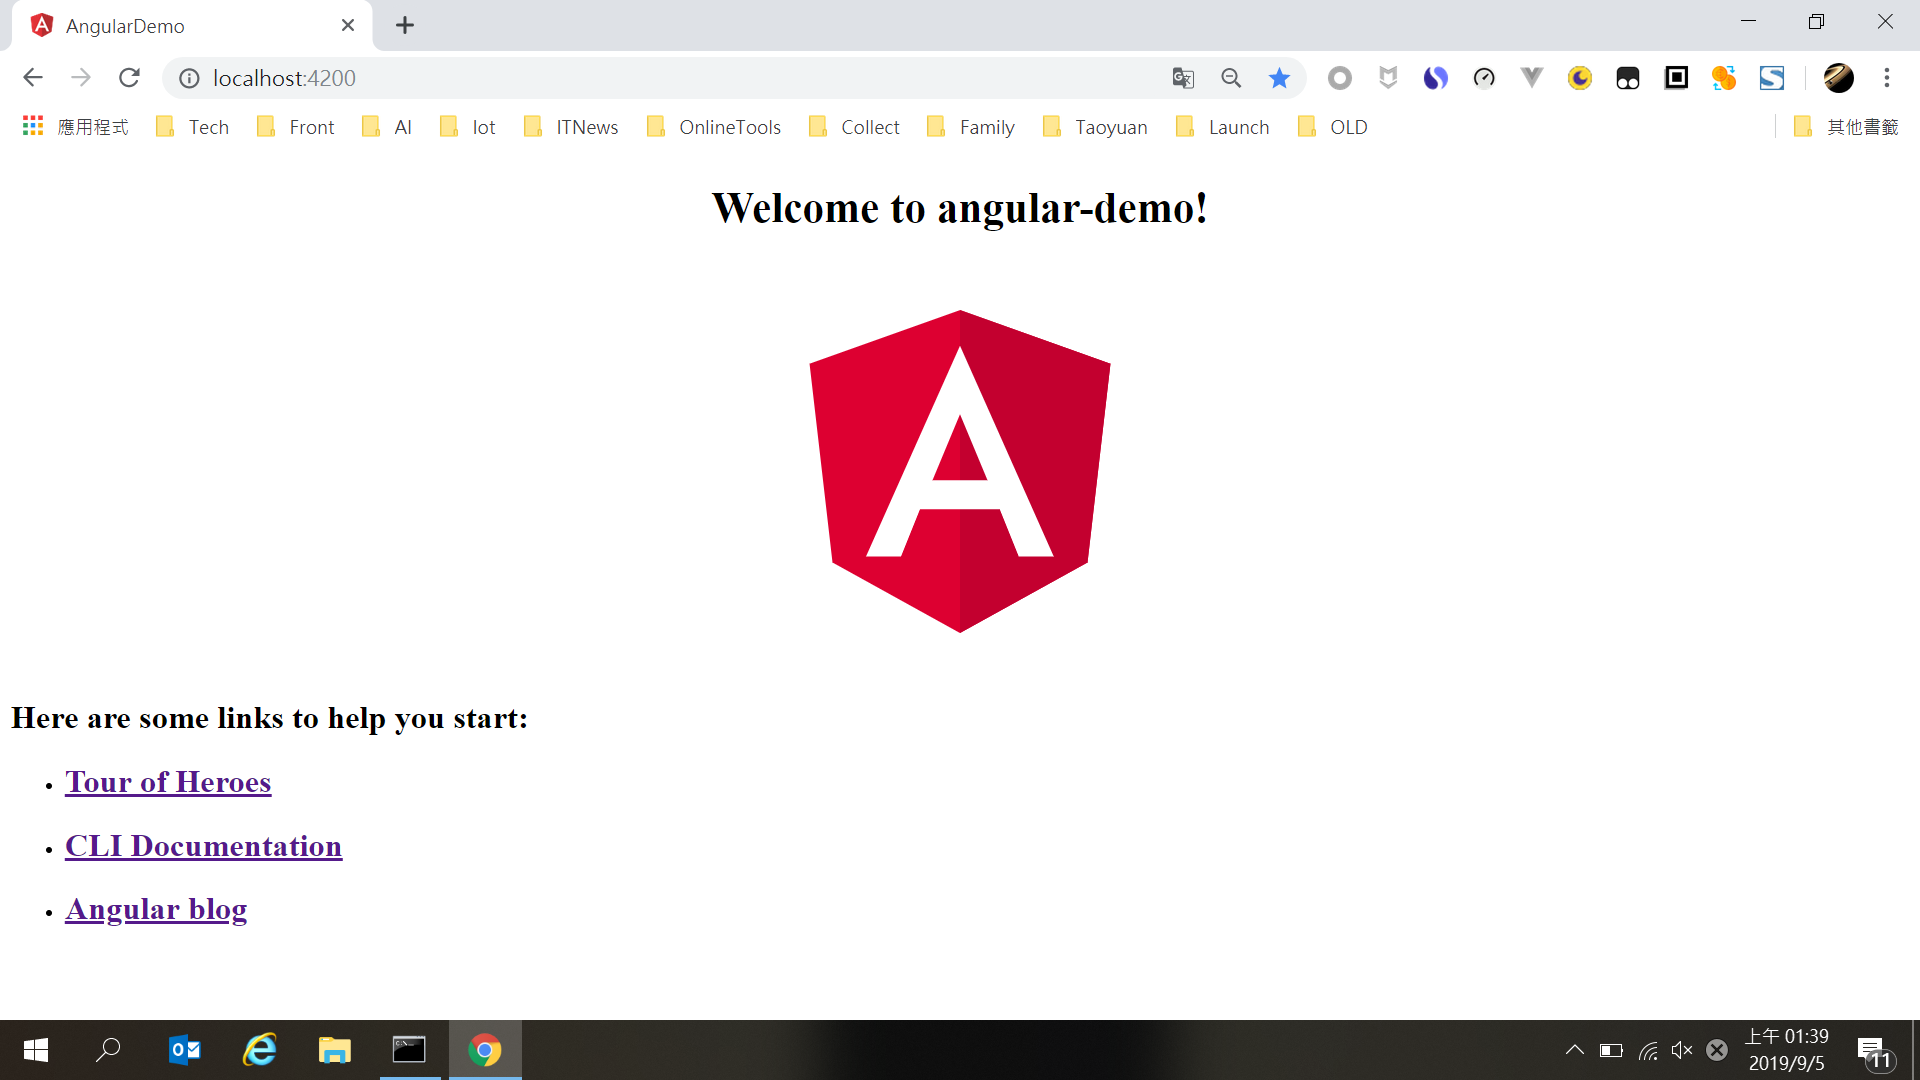 AngularDemo
localhost:4200
應用程式 Tech Front AI Iot ITNews OnlineTools Collect Family Taoyuan Launch OLD 其他書籤
Welcome to angular-demo!
A
Here are some links to help you start:
Tour of Heroes
CLI Documentation
Angular blog
上午 01:39
2019/9/5
11